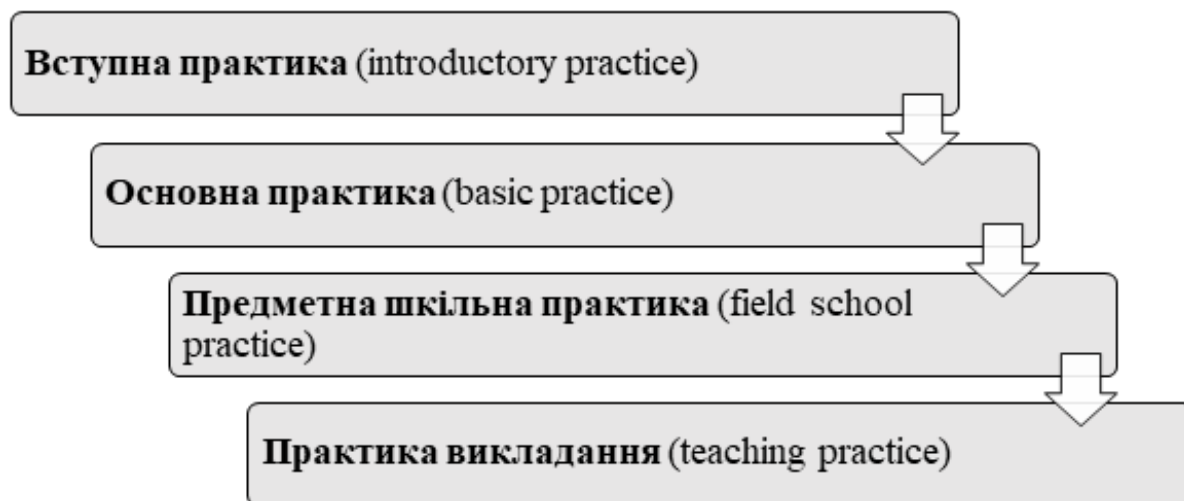 Вступна практика (introductory practice)
Основна практика (basic practice)
Предметна шкільна практика (field school
practice)
Практика викладання (teaching practice)